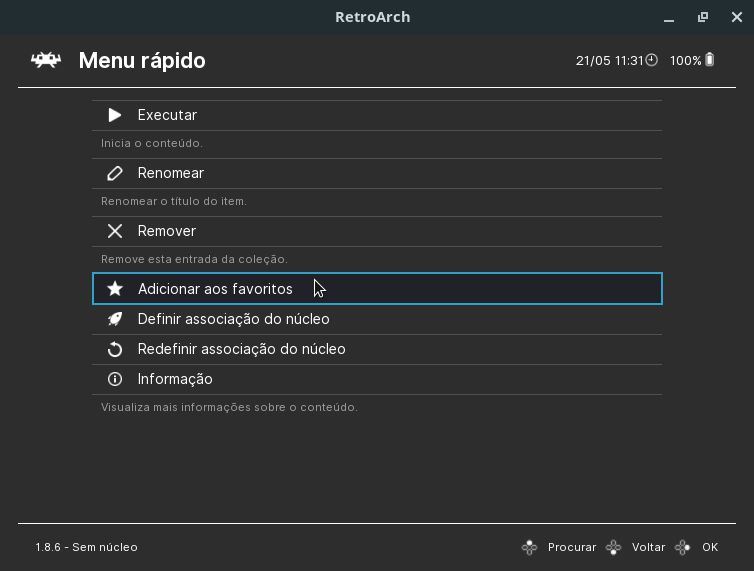 RetroArch
Menu rápido
21/05 11:31 100%
Executar
Inicia o conteúdo.
Renomear
Renomear o título do item.
Remover
Remove esta entrada da coleção.
Adicionar aos favoritos
Definir associação do núcleo
Redefinir associação do núcleo
Informação
Visualiza mais informações sobre o conteúdo.
1.8.6 - Sem núcleo
Procurar Voltar OK